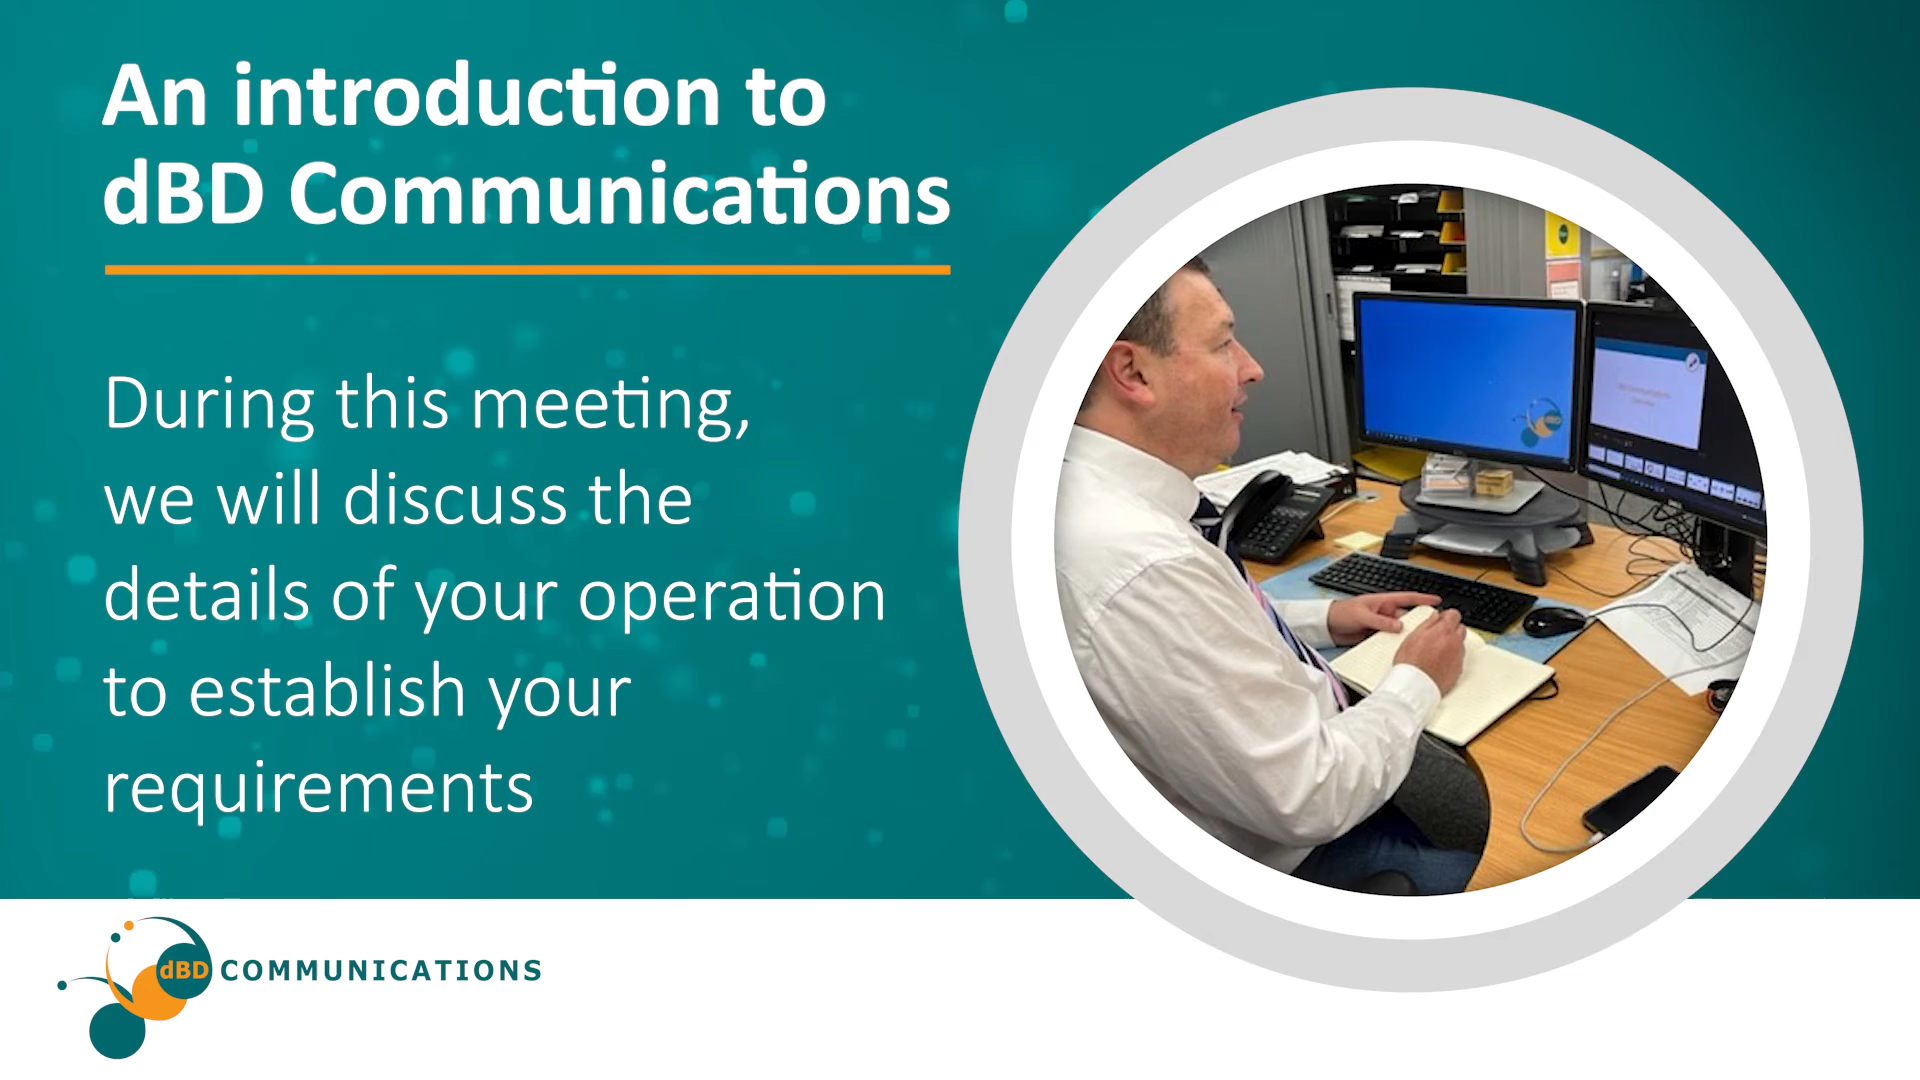 An introduction to
dBD Communications
During this meeting,
we will discuss the
details of your operation
to establish your
requirements
dBD COMMUNICATIONS